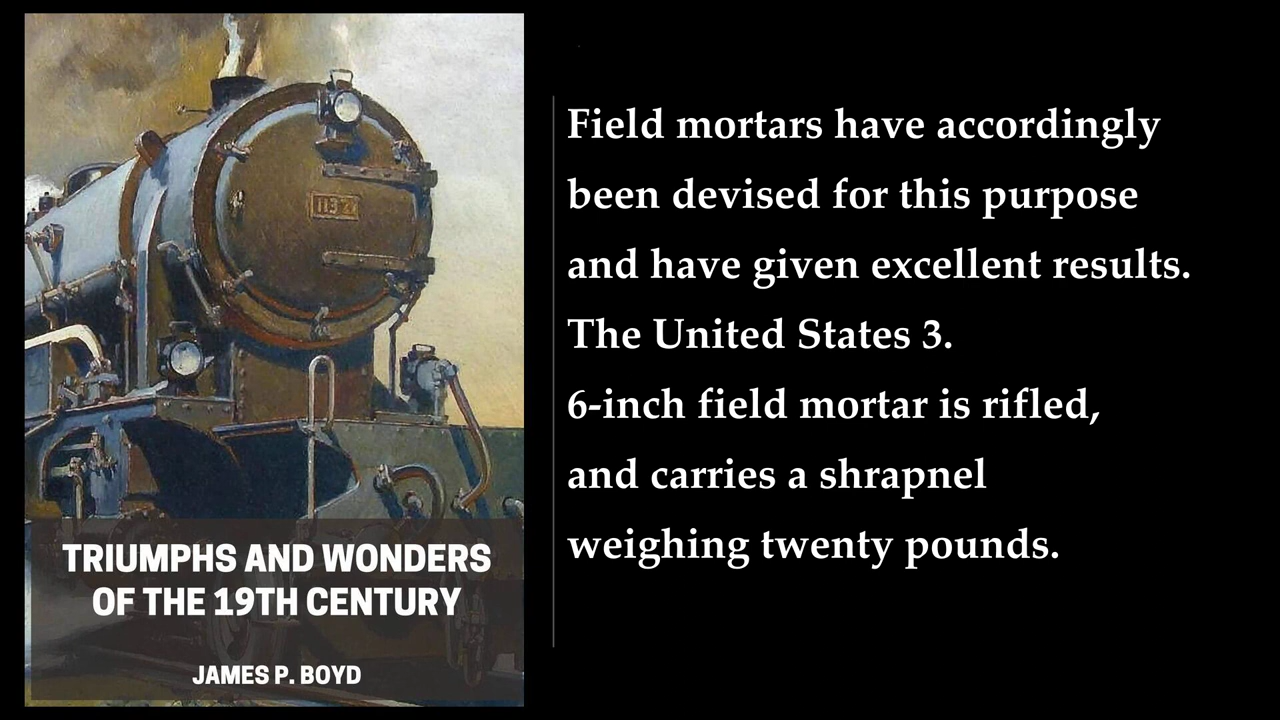 Field mortars have accordingly
been devised for this purpose
and have given excellent results.
The United States 3.
6-inch field mortar is rifled,
and carries a shrapnel
weighing twenty pounds.
TRIUMPHS AND WONDERS
OF THE 19TH CENTURY
JAMES P. BOYD